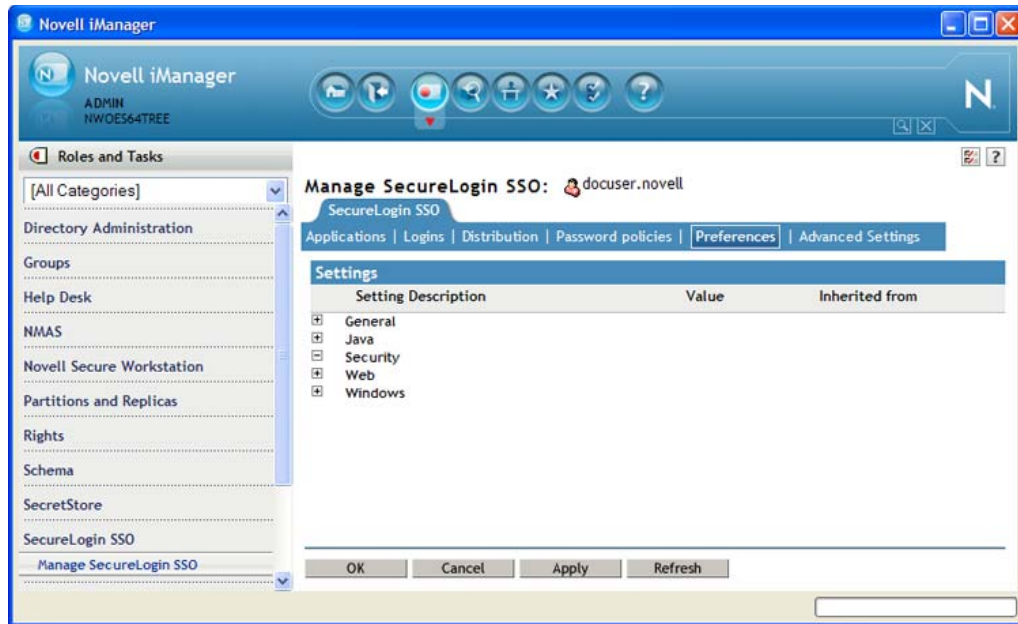 Novell iManager
Novell iManager
ADMIN
NWOES64TREE
N
N
Roles and Tasks
[All Categories]
Directory Administration
Groups
Help Desk
NMAS
Novell Secure Workstation
Partitions and Replicas
Rights
Schema
SecretStore
SecureLogin SSO
Manage SecureLogin SSO
Manage SecureLogin SSO: docuser.novell
SecureLogin SSO
Applications | Logins | Distribution | Password policies | Preferences | Advanced Settings
Settings
Setting Description Value Inherited from
General
Java
Security
Web
Windows
OK Cancel Apply Refresh